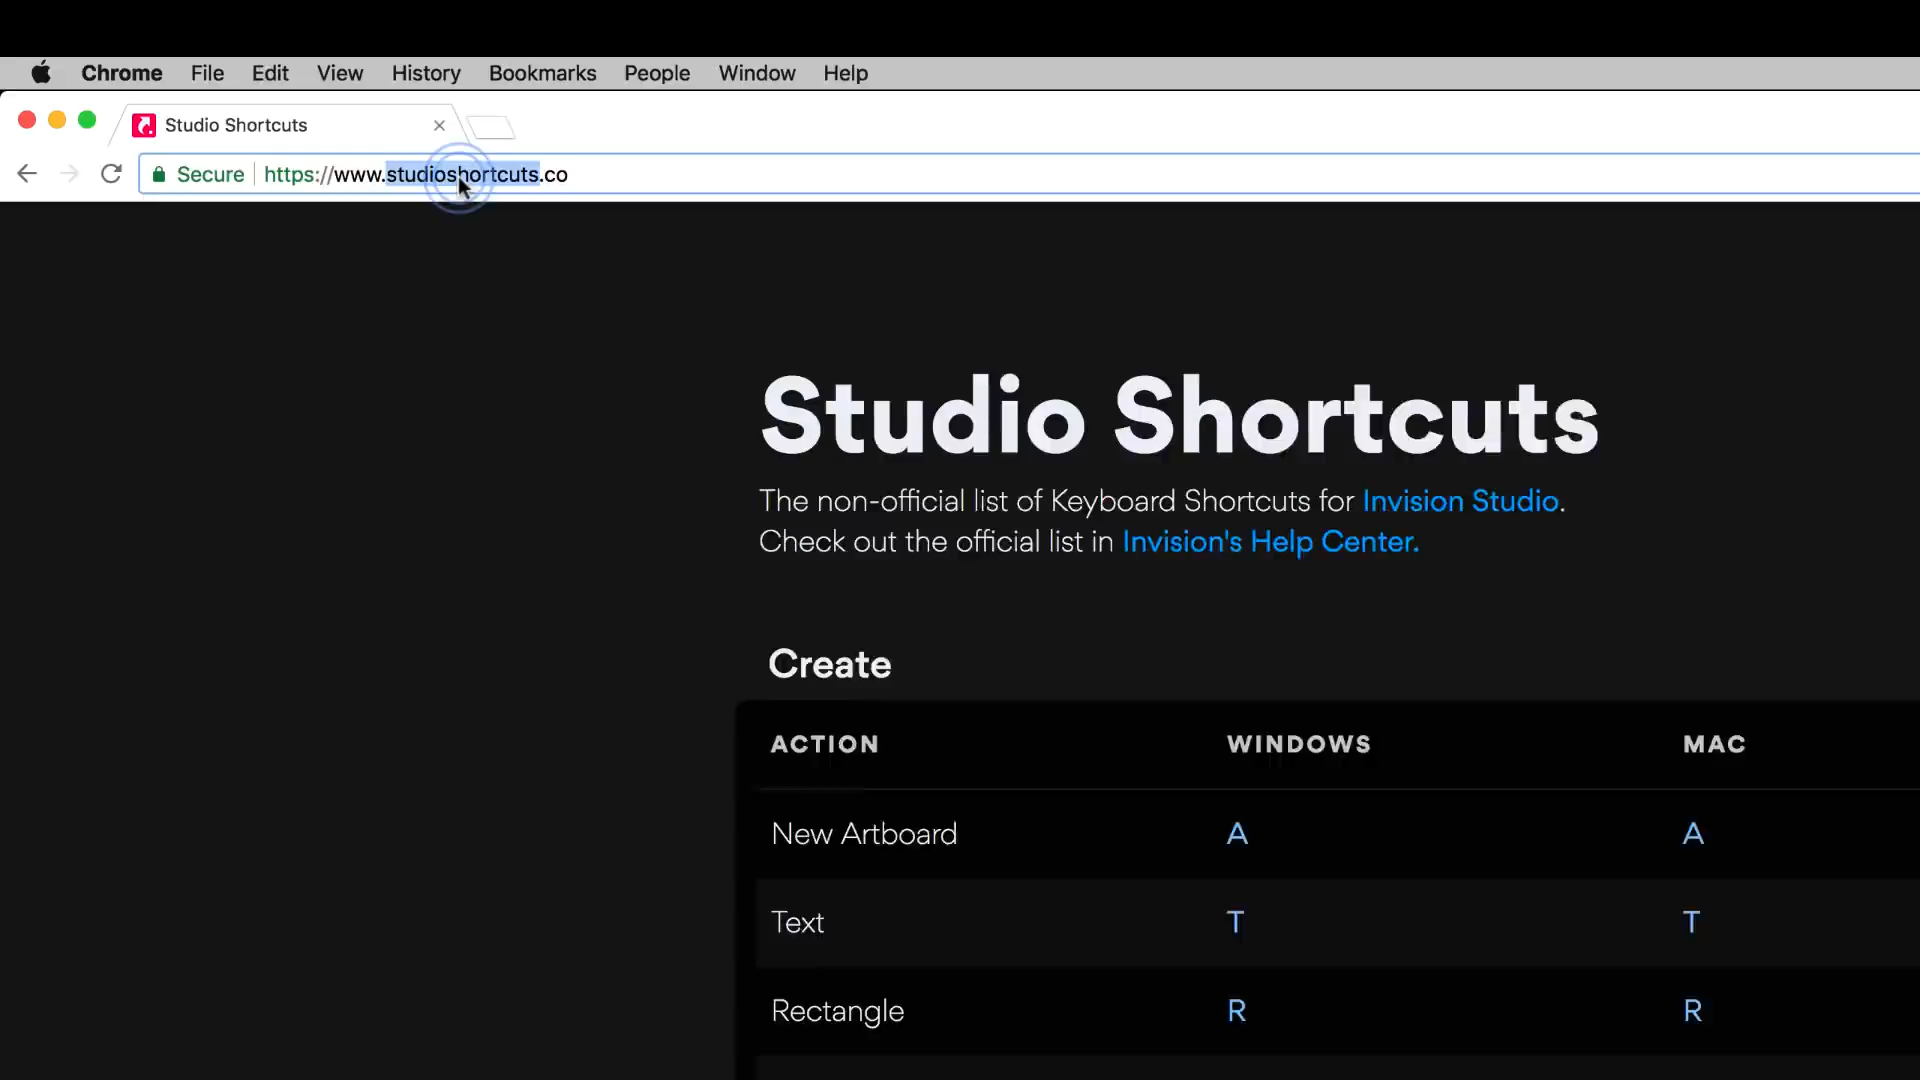 Chrome File Edit View History Bookmarks People Window Help
Studio Shortcuts
Secure https://www.studioshortcuts.co
Studio Shortcuts
The non-official list of Keyboard Shortcuts for Invision Studio.
Check out the official list in Invision's Help Center.
Create
ACTION WINDOWS MAC
New Artboard A A
Text T T
Rectangle R R